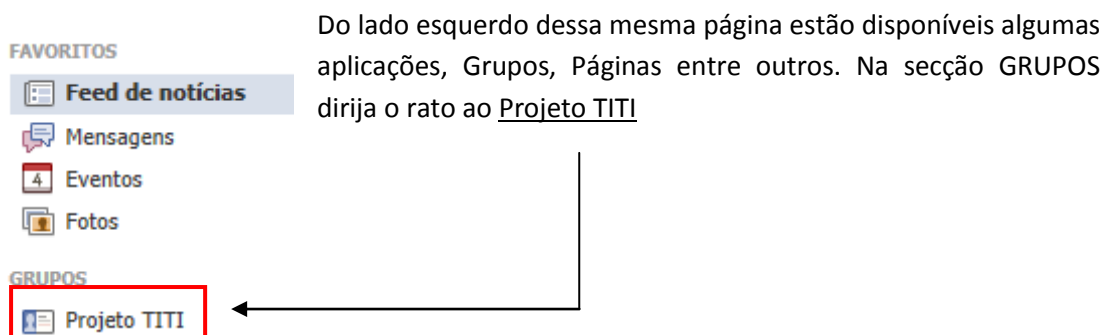 Do lado esquerdo dessa mesma página estão disponíveis algumas
aplicações, Grupos, Páginas entre outros. Na secção GRUPOS
dirija o rato ao Projeto TITI
FAVORITOS
Feed de notícias
Mensagens
4
Eventos
Fotos
GRUPOS
Projeto TITI